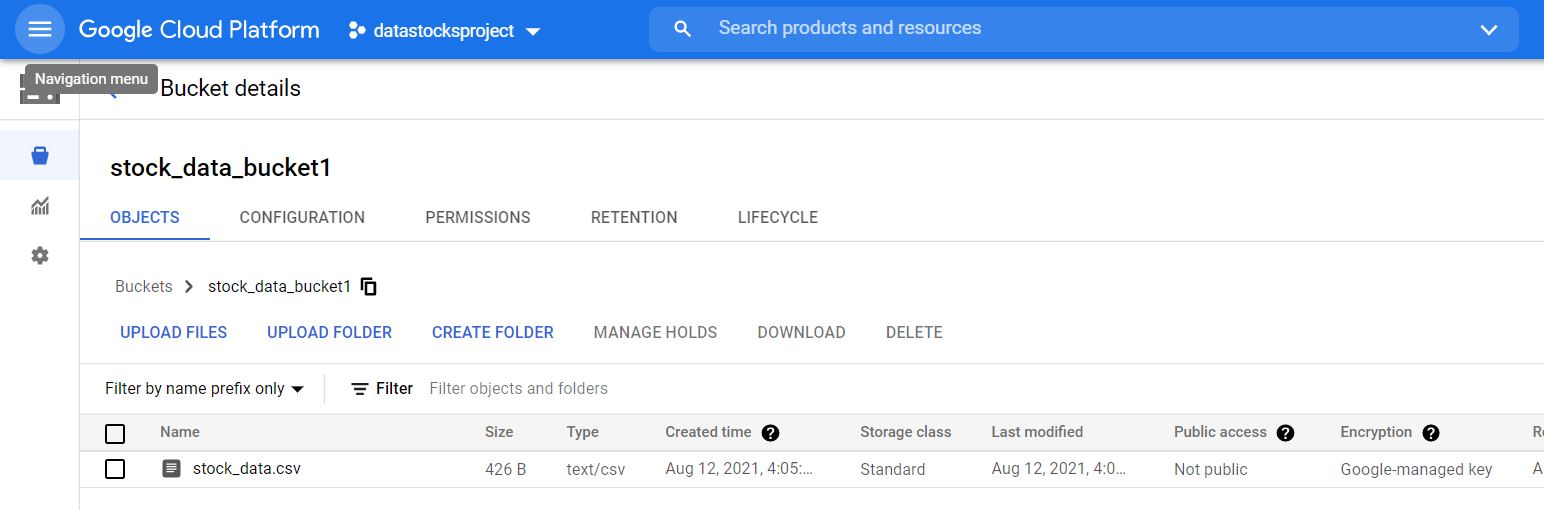 Google Cloud Platform datastocksproject Search products and resources
Navigation menu
Bucket details
stock_data_bucket1
OBJECTS CONFIGURATION PERMISSIONS RETENTION LIFECYCLE
Buckets stock_data_bucket1
UPLOAD FILES UPLOAD FOLDER CREATE FOLDER MANAGE HOLDS DOWNLOAD DELETE
Filter by name prefix only Filter Filter objects and folders
Name Size Type Created time Storage class Last modified Public access Encryption
stock_data.csv 426 B text/csv Aug 12, 2021, 4:05:... Standard Aug 12, 2021, 4:0... Not public Google-managed key